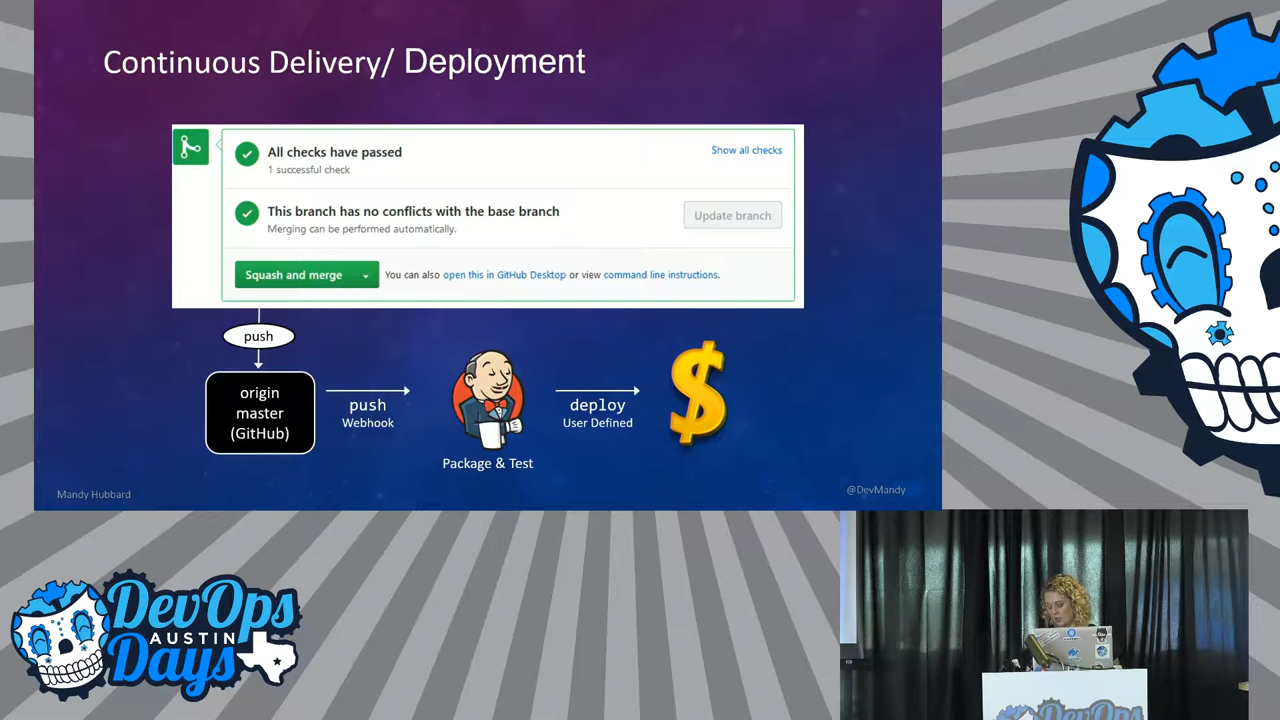 Continuous Delivery/ Deployment
All checks have passed
Show all checks
1 successful check
This branch has no conflicts with the base branch
Update branch
Merging can be performed automatically.
Squash and merge
You can also open this in GitHub Desktop or view command line instructions.
push
origin
master
(GitHub)
push
Webhook
deploy
User Defined
$
Package & Test
Mandy Hubbard
@DevMandy
DevOps
AUSTIN
Days